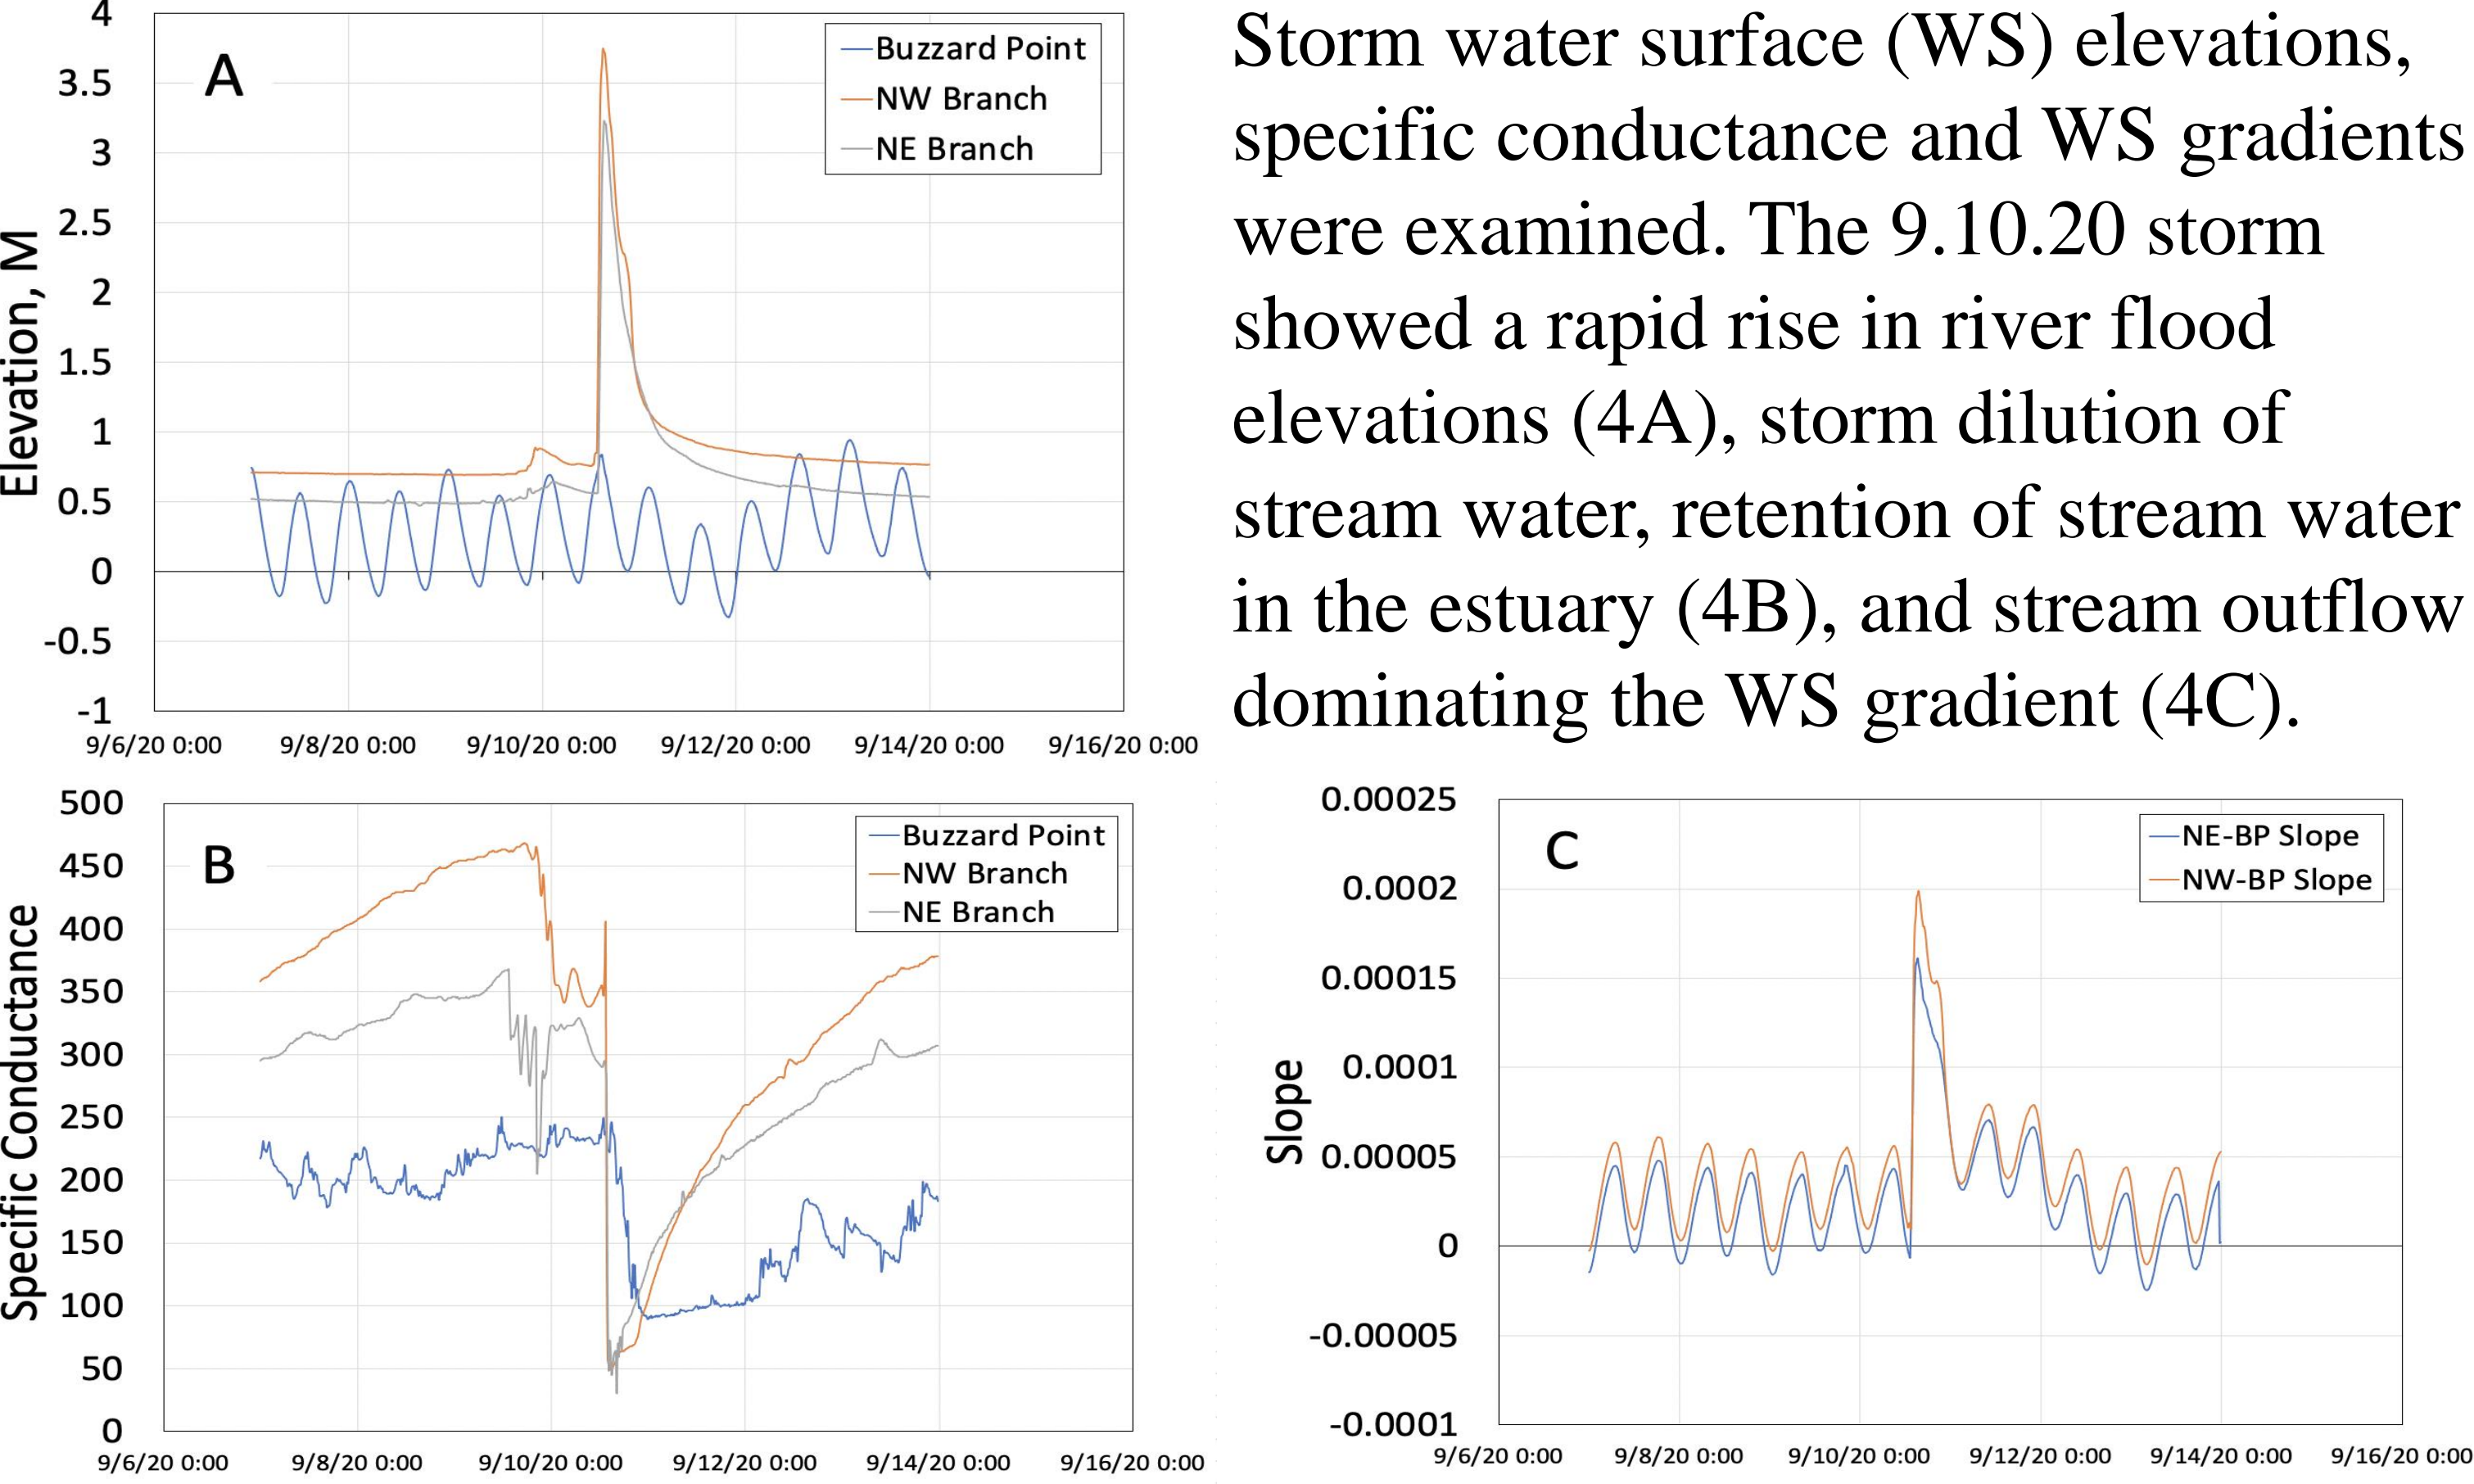 4
3.5
3
2.5
2
1.5
1
0.5
0
-0.5
-1
Elevation, M
A
Buzzard Point
NW Branch
NE Branch
9/6/20 0:00 9/8/20 0:00 9/10/20 0:00 9/12/20 0:00 9/14/20 0:00 9/16/20 0:00
Storm water surface (WS) elevations,
specific conductance and WS gradients
were examined. The 9.10.20 storm
showed a rapid rise in river flood
elevations (4A), storm dilution of
stream water, retention of stream water
in the estuary (4B), and stream outflow
dominating the WS gradient (4C).
500
450
400
350
300
250
200
150
100
50
0
Specific Conductance
B
Buzzard Point
NW Branch
NE Branch
9/6/20 0:00 9/8/20 0:00 9/10/20 0:00 9/12/20 0:00 9/14/20 0:00 9/16/20 0:00
0.00025
0.0002
0.00015
0.0001
0.00005
0
-0.00005
-0.0001
Slope
C
NE-BP Slope
NW-BP Slope
9/6/20 0:00 9/8/20 0:00 9/10/20 0:00 9/12/20 0:00 9/14/20 0:00 9/16/20 0:00